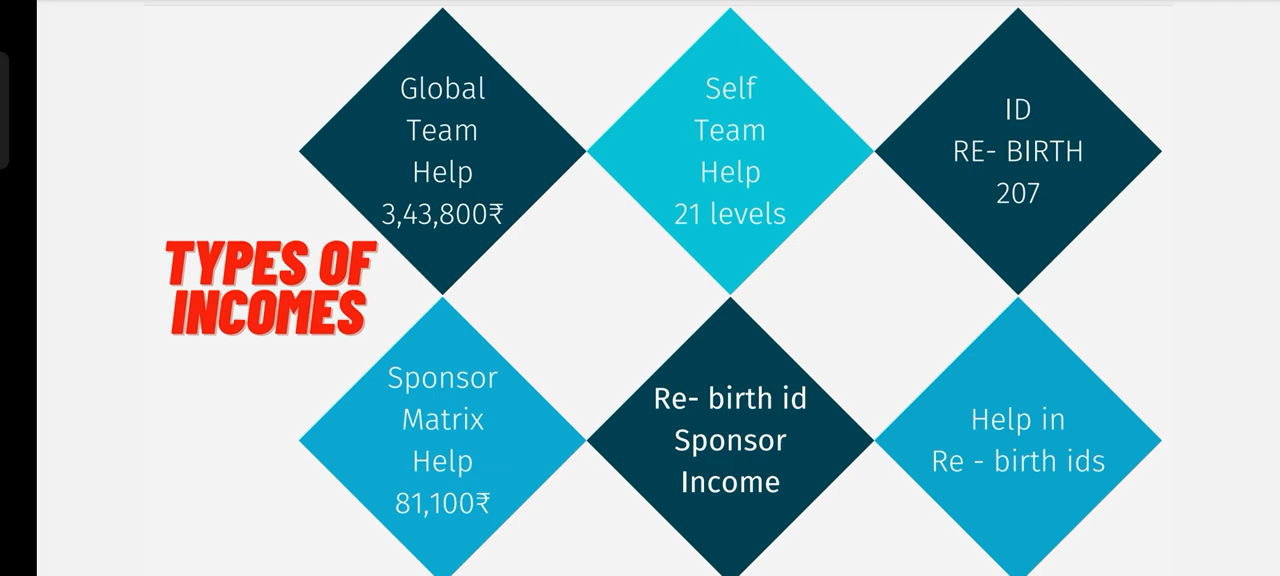 Global
Team
Help
3,43,800₹
Self
Team
Help
21 levels
ID
RE- BIRTH
207
TYPES OF
INCOMES
Sponsor
Matrix
Help
81,100₹
Re- birth id
Sponsor
Income
Help in
Re - birth ids